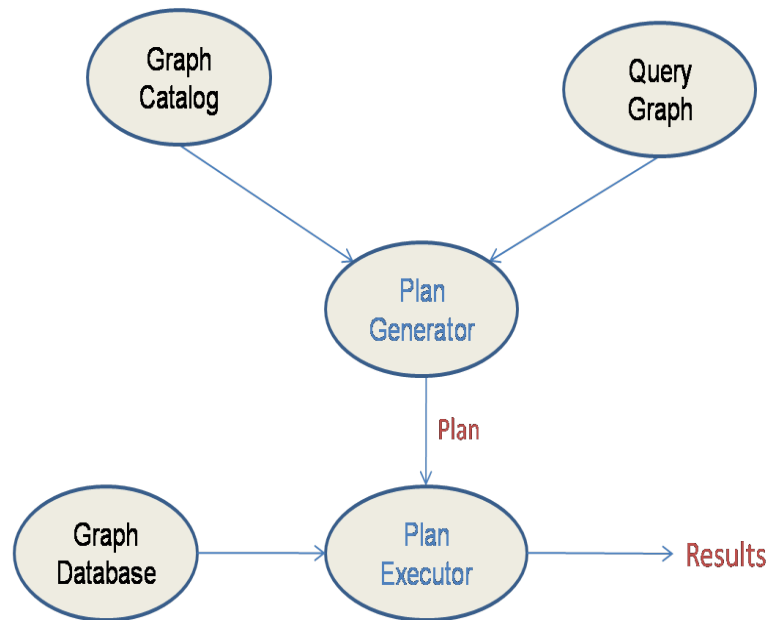 Graph
Catalog
Query
Graph
Plan
Generator
Plan
Graph
Database
Plan
Executor
Results